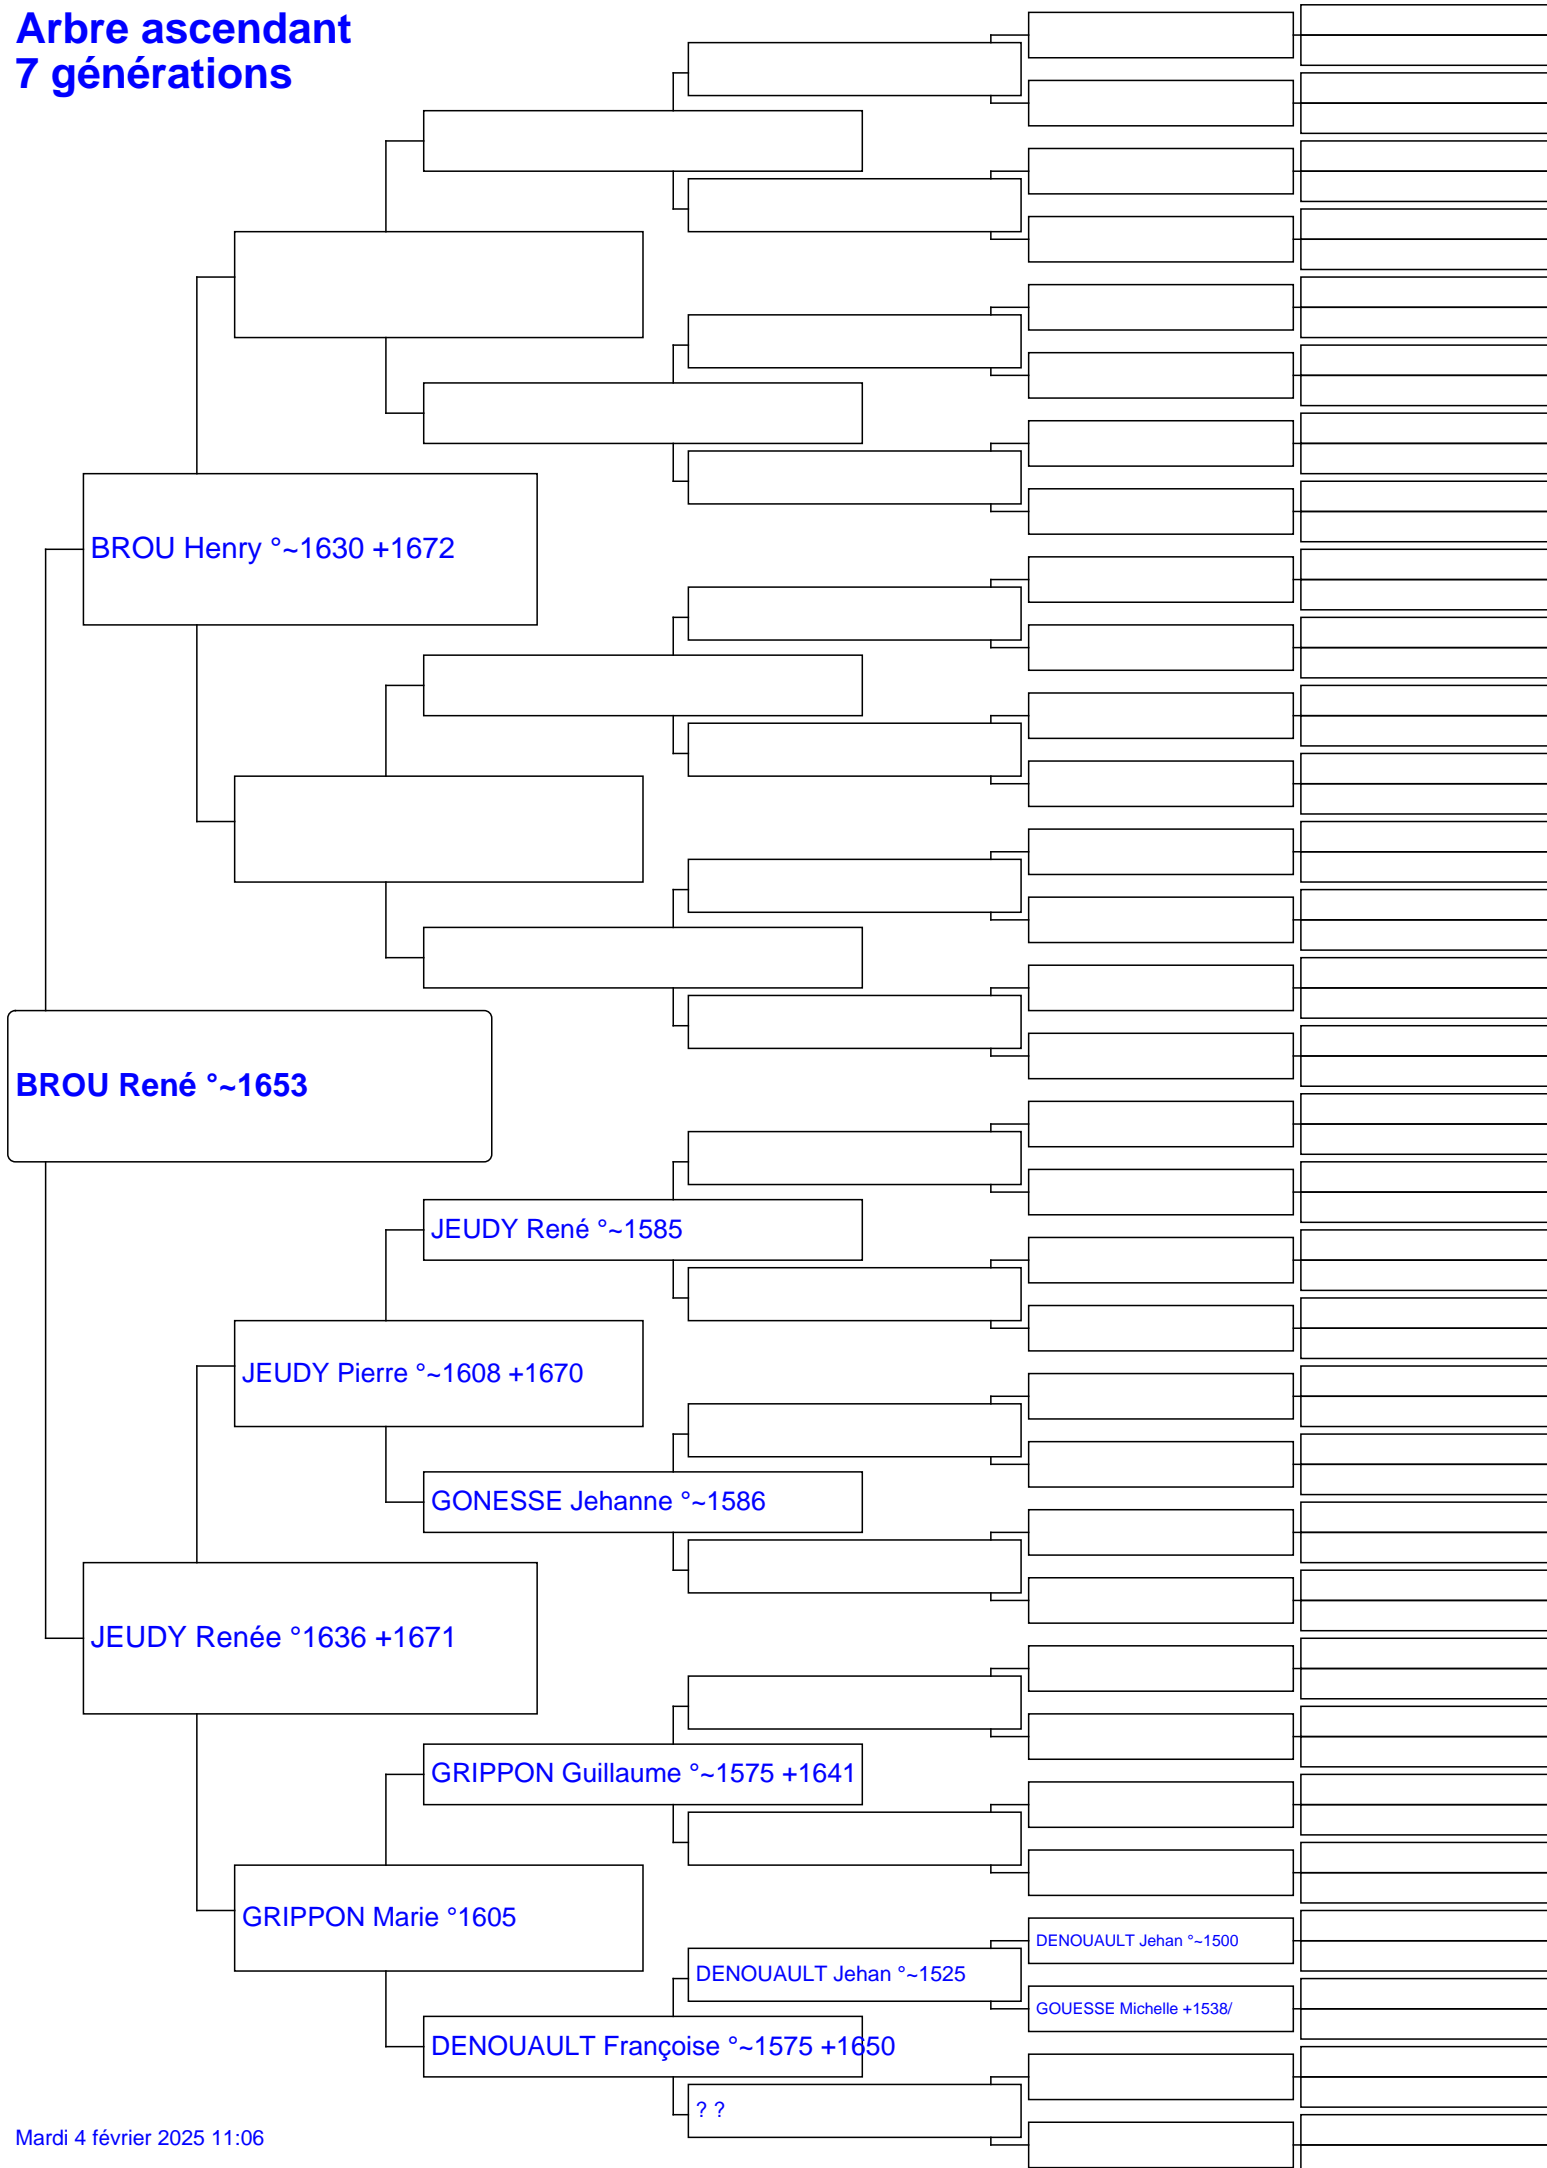 Arbre ascendant
7 générations
BROU Henry °~1630 +1672
BROU René °~1653
JEUDY René °~1585
JEUDY Pierre °~1608 +1670
GONESSE Jehanne °~1586
JEUDY Renée °1636 +1671
GRIPPON Guillaume °~1575 +1641
GRIPPON Marie °1605
DENOUAULT Jehan °~1500
DENOUAULT Jehan °~1525
GOUESSE Michelle +1538/
DENOUAULT Françoise °~1575 +1650
? ?
Mardi 4 février 2025 11:06